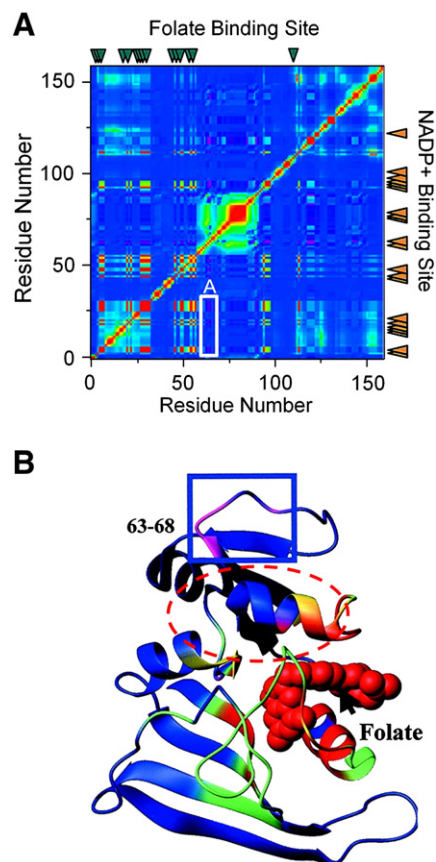 A
Folate Binding Site
150
100
50
0
Residue Number
A
0 50 100 150
Residue Number
NADP+ Binding Site
B
63-68
Folate